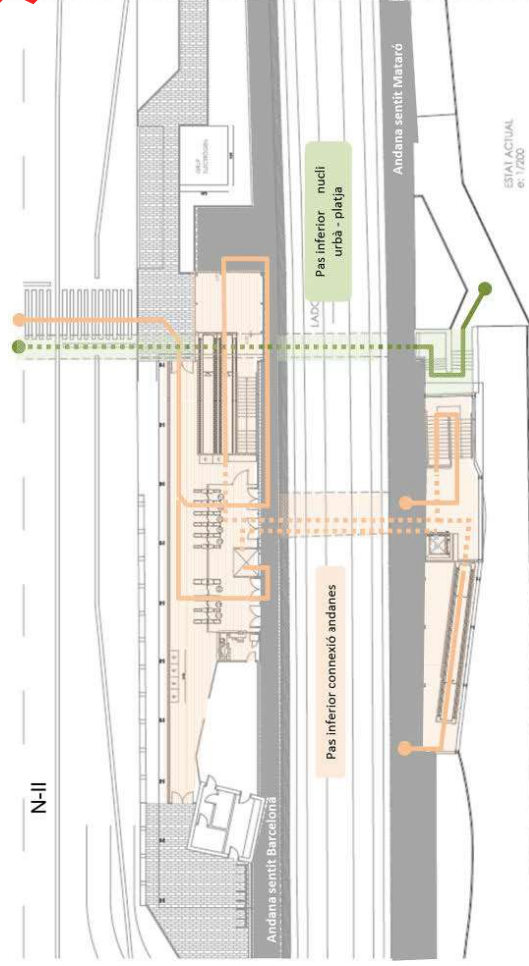 N-II
Andana sentit Barcelona
Pas inferior connexió andanes
Pas inferior nucli
urbà - platja
LADO
Andana sentit Mataró
ESTAT ACTUAL
e: 1/200